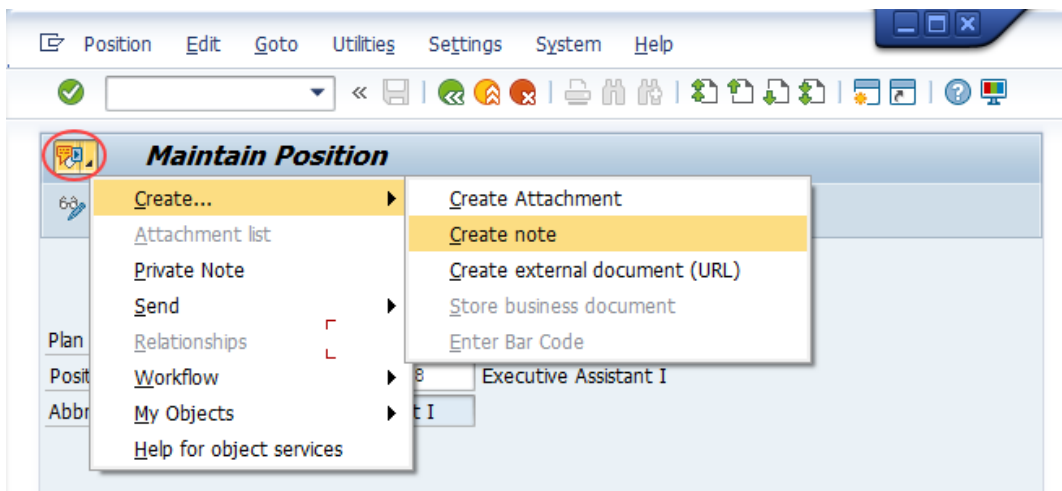 Position Edit Goto Utilities Settings System Help
Maintain Position
Create...
Attachment list
Private Note
Send
Relationships
Workflow
My Objects
Help for object services
Create Attachment
Create note
Create external document (URL)
Store business document
Enter Bar Code
Plan
Posit 8 Executive Assistant I
Abbr t I